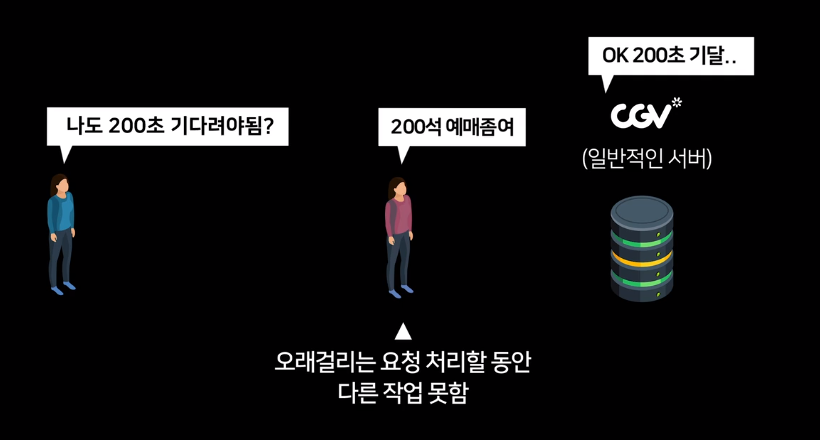 OK 200초 기달..
나도 200초 기다려야됨?
200석 예매좀여
CGV
(일반적인 서버)
오래걸리는 요청 처리할 동안
다른 작업 못함